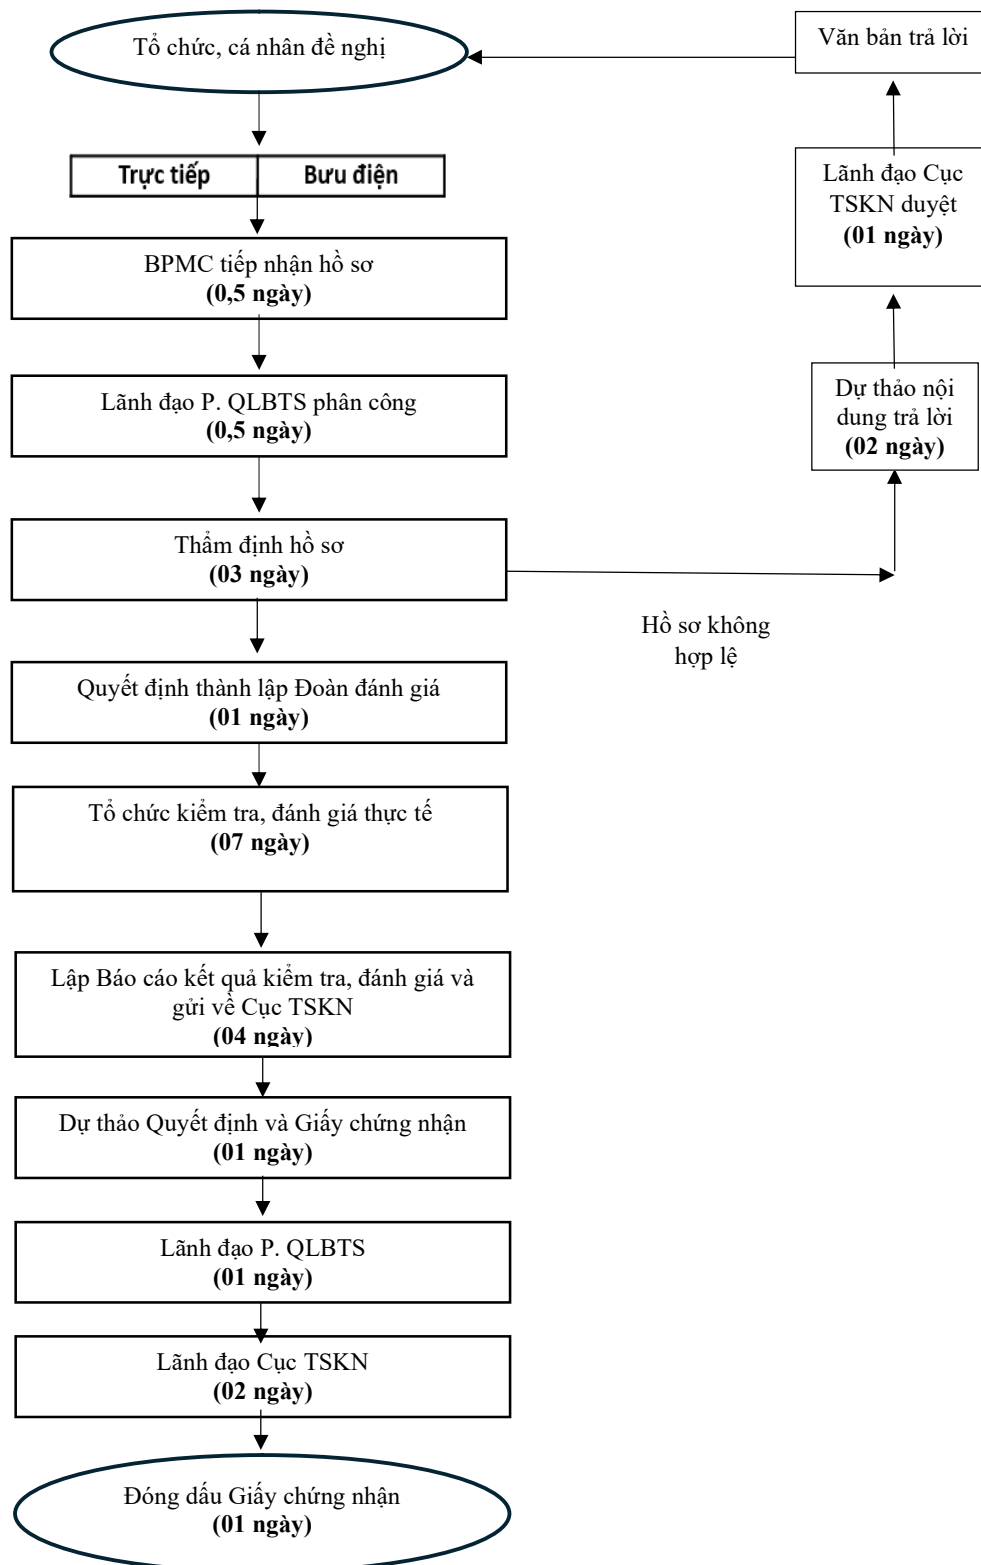 Tổ chức, cá nhân đề nghị
Văn bản trả lời
Trực tiếp
Bưu điện
Lãnh đạo Cục
TSKN duyệt
(01 ngày)
BPMC tiếp nhận hồ sơ
(0,5 ngày)
Lãnh đạo P. QLBTS phân công
(0,5 ngày)
Dự thảo nội
dung trả lời
(02 ngày)
Thẩm định hồ sơ
(03 ngày)
Hồ sơ không
hợp lệ
Quyết định thành lập Đoàn đánh giá
(01 ngày)
Tổ chức kiểm tra, đánh giá thực tế
(07 ngày)
Lập Báo cáo kết quả kiểm tra, đánh giá và
gửi về Cục TSKN
(04 ngày)
Dự thảo Quyết định và Giấy chứng nhận
(01 ngày)
Lãnh đạo P. QLBTS
(01 ngày)
Lãnh đạo Cục TSKN
(02 ngày)
Đóng dấu Giấy chứng nhận
(01 ngày)